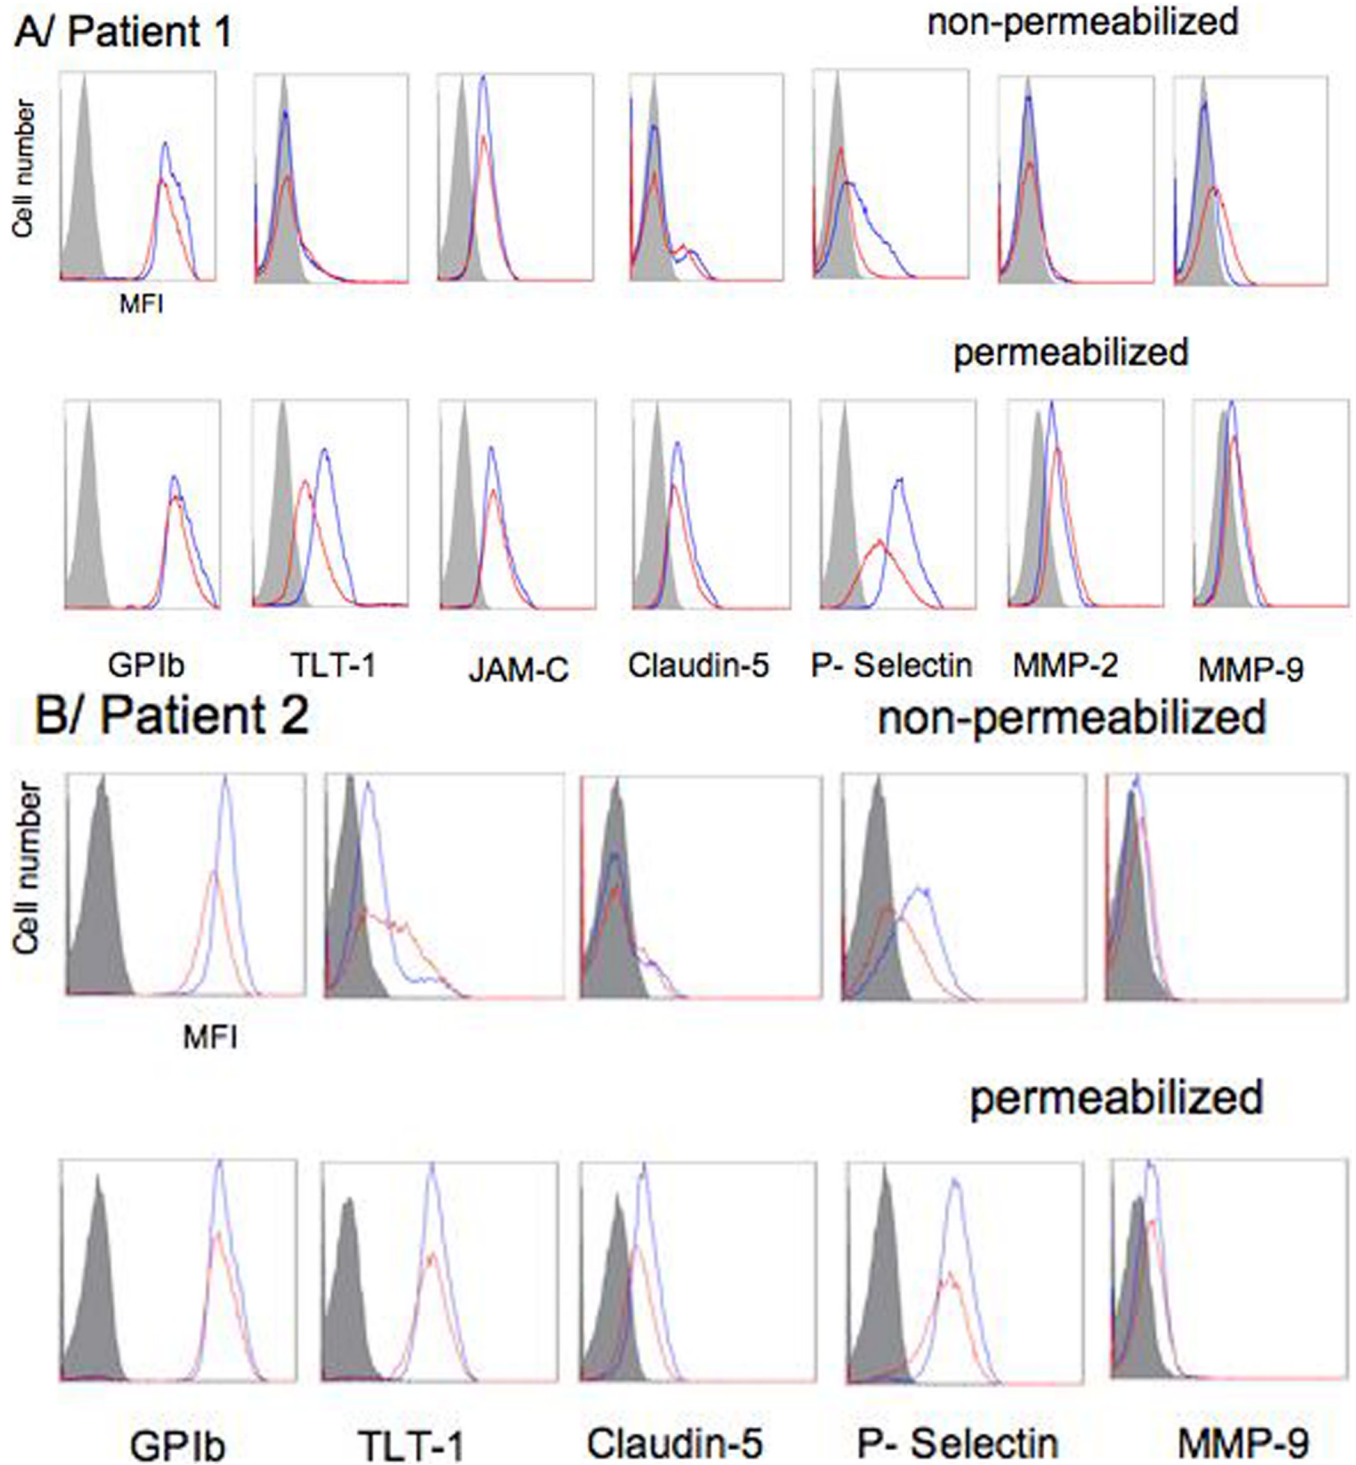 A/ Patient 1
non-permeabilized
Cell number
MFI
permeabilized
GPIb TLT-1 JAM-C Claudin-5 P- Selectin MMP-2 MMP-9
B/ Patient 2
non-permeabilized
Cell number
MFI
permeabilized
GPIb TLT-1 Claudin-5 P- Selectin MMP-9